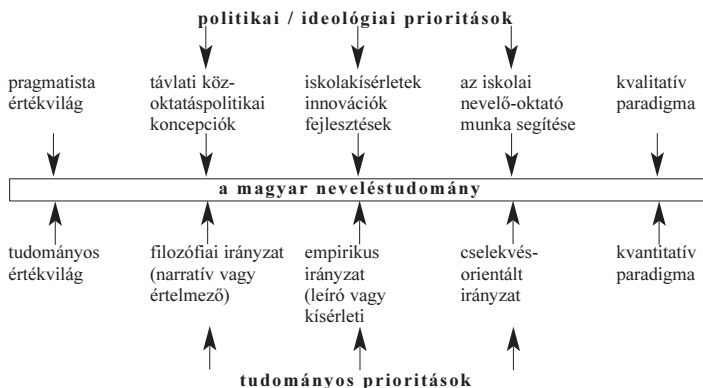 politikai / ideológiai prioritások
pragmatista
értékvilág
távlati köz-
oktatáspolitikai
koncepciók
iskolakísérletek
innovációk
fejlesztések
az iskolai
nevelő-oktató
munka segítése
kvalitatív
paradigma
a magyar neveléstudomány
tudományos
értékvilág
filozófiai irányzat
(narratív vagy
értelmező)
empirikus
irányzat
(leíró vagy
kísérleti
cselekvés-
orientált
irányzat
kvantitatív
paradigma
tudományos prioritások